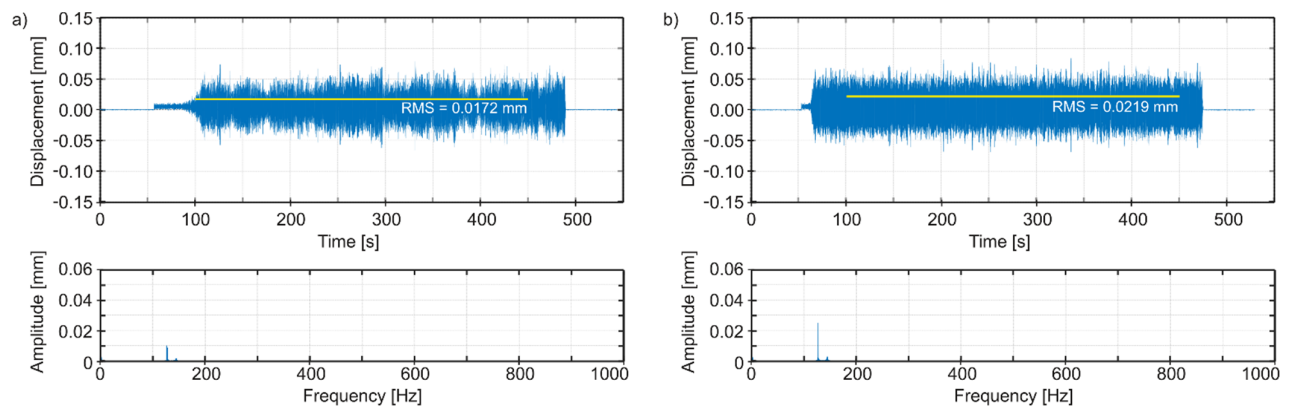 a)
Displacement [mm]
0.15
0.10
0.05
0.00
-0.05
-0.10
-0.15
RMS = 0.0172 mm
0 100 200 300 400 500
Time [s]
Amplitude [mm]
0.06
0.04
0.02
0
0 200 400 600 800 1000
Frequency [Hz]
b)
Displacement [mm]
0.15
0.10
0.05
0.00
-0.05
-0.10
-0.15
RMS = 0.0219 mm
0 100 200 300 400 500
Time [s]
Amplitude [mm]
0.06
0.04
0.02
0
0 200 400 600 800 1000
Frequency [Hz]